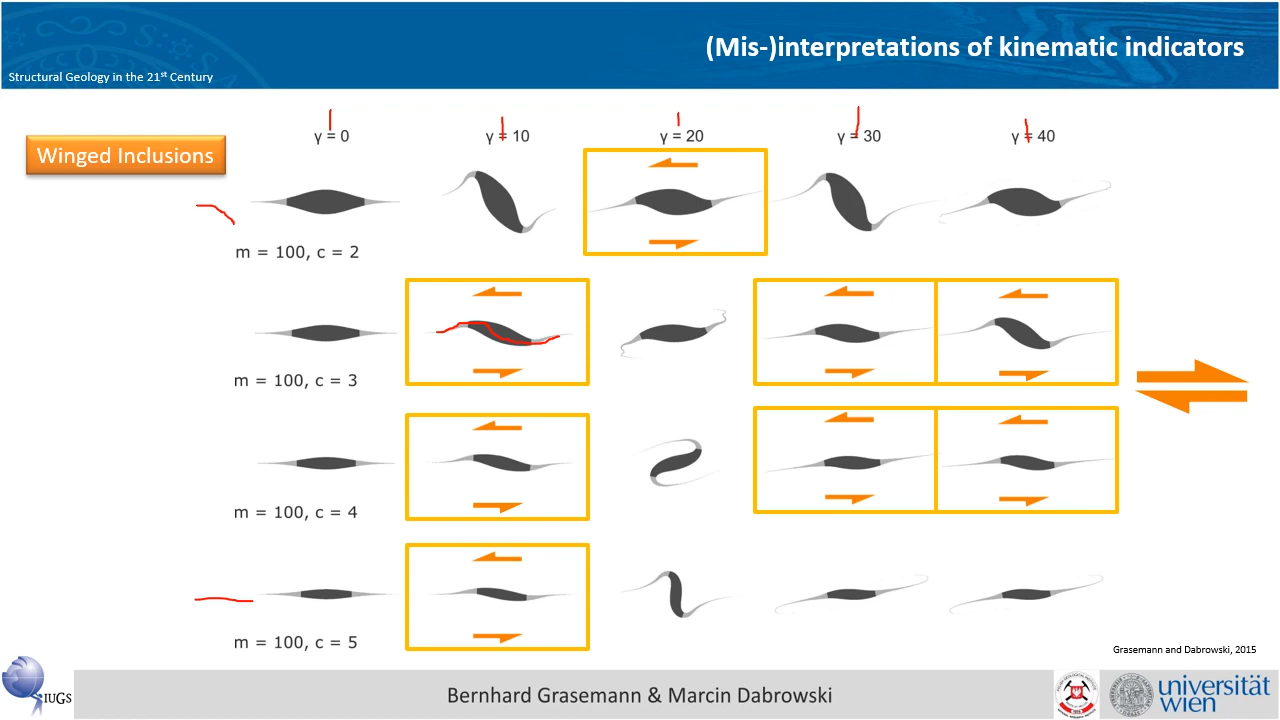 (Mis-)interpretations of kinematic indicators
Structural Geology in the 21st Century
γ = 0
γ = 10
γ = 20
γ = 30
γ = 40
Winged Inclusions
m = 100, c = 2
m = 100, c = 3
m = 100, c = 4
m = 100, c = 5
Grasemann and Dabrowski, 2015
IUGS
Bernhard Grasemann & Marcin Dabrowski
universität
wien